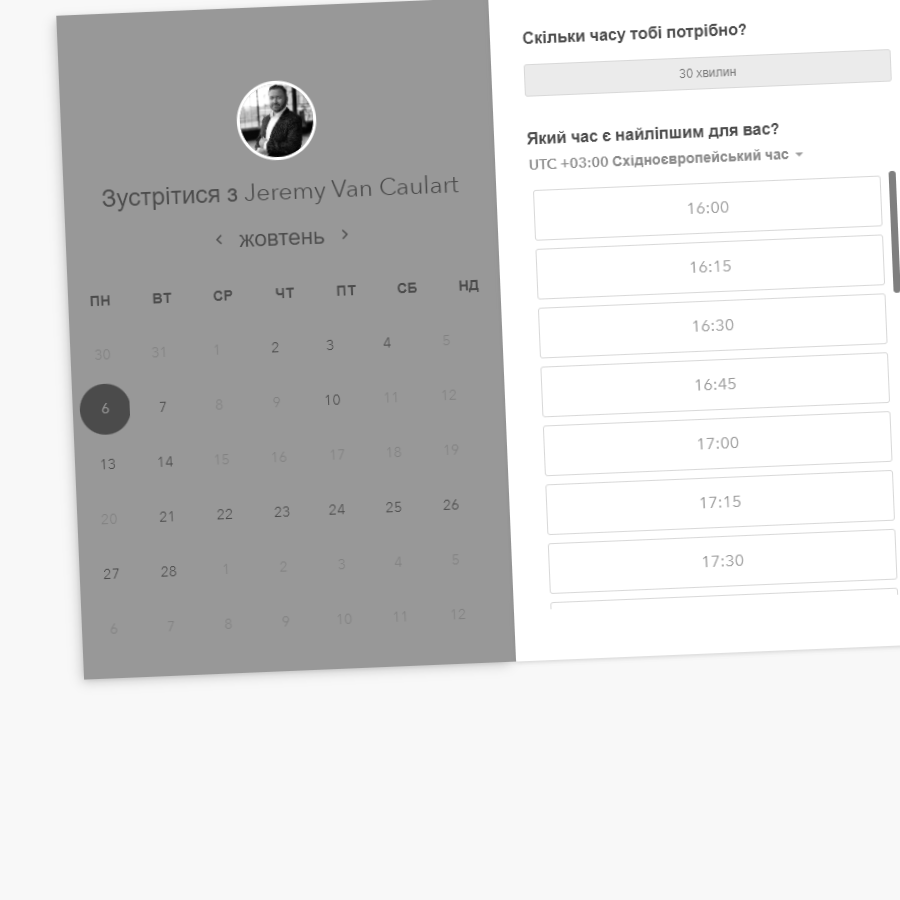 Зустрітися з Jeremy Van Caulart
жовтень
ПН ВТ СР ЧТ ПТ СБ НД
30 31 1 2 3 4 5
6 7 8 9 10 11 12
13 14 15 16 17 18 19
20 21 22 23 24 25 26
27 28 1 2 3 4 5
6 7 8 9 10 11 12
Скільки часу тобі потрібно?
30 хвилин
Який час є найліпшим для вас?
UTC +03:00 Східноєвропейський час
16:00
16:15
16:30
16:45
17:00
17:15
17:30